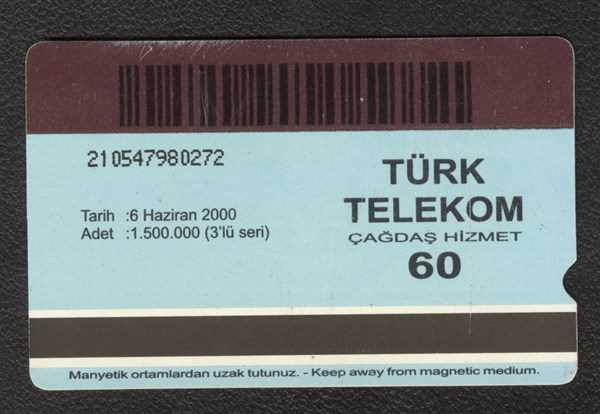 210547980272
Tarih :6 Haziran 2000
Adet :1.500.000 (3'lü seri)
TÜRK
TELEKOM
ÇAĞDAŞ HİZMET
60
Manyetik ortamlardan uzak tutunuz. - Keep away from magnetic medium.